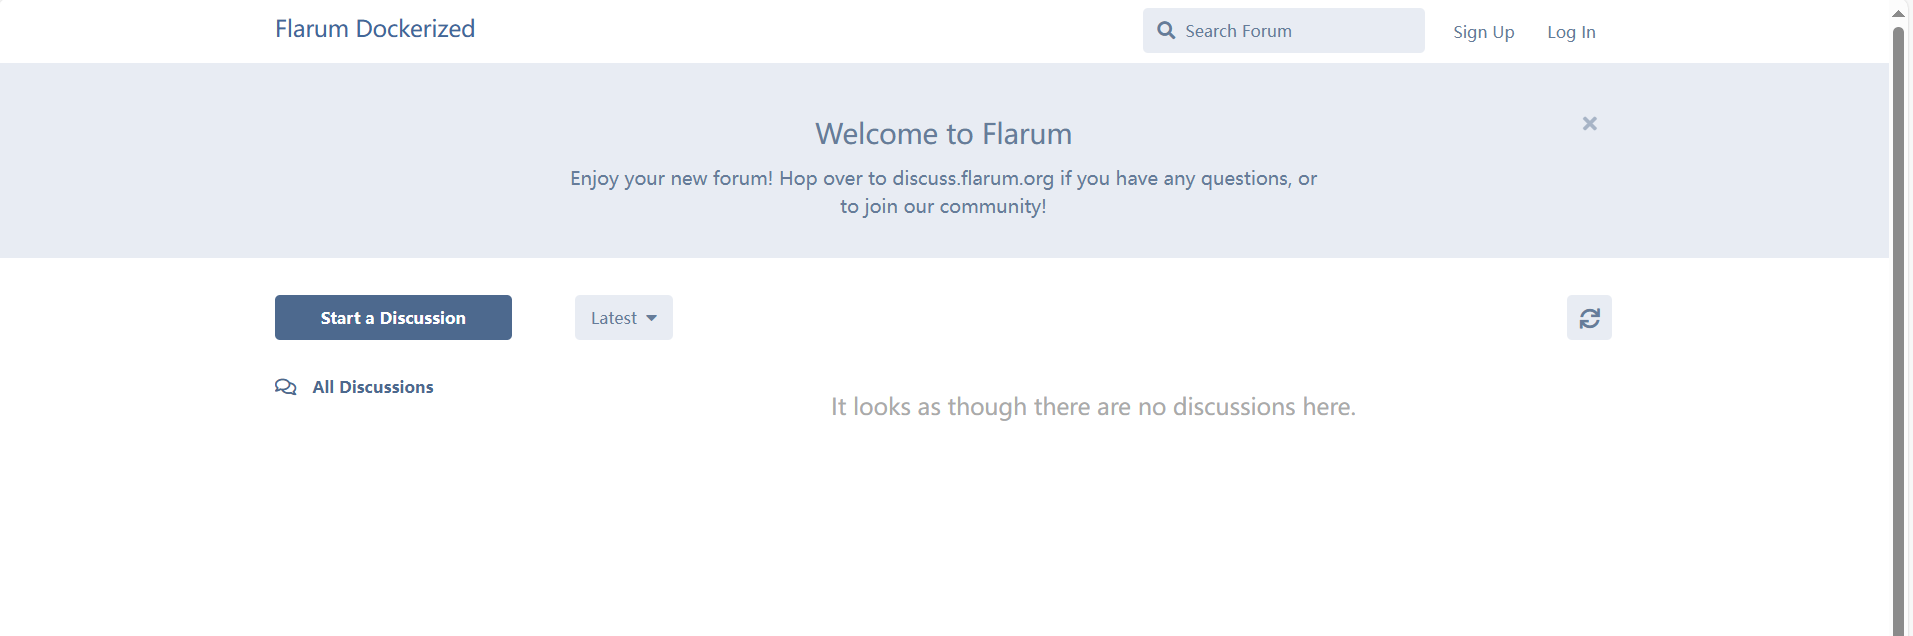 Flarum Dockerized
Search Forum
Sign Up
Log In
Welcome to Flarum
Enjoy your new forum! Hop over to discuss.flarum.org if you have any questions, or
to join our community!
Start a Discussion
Latest
All Discussions
It looks as though there are no discussions here.